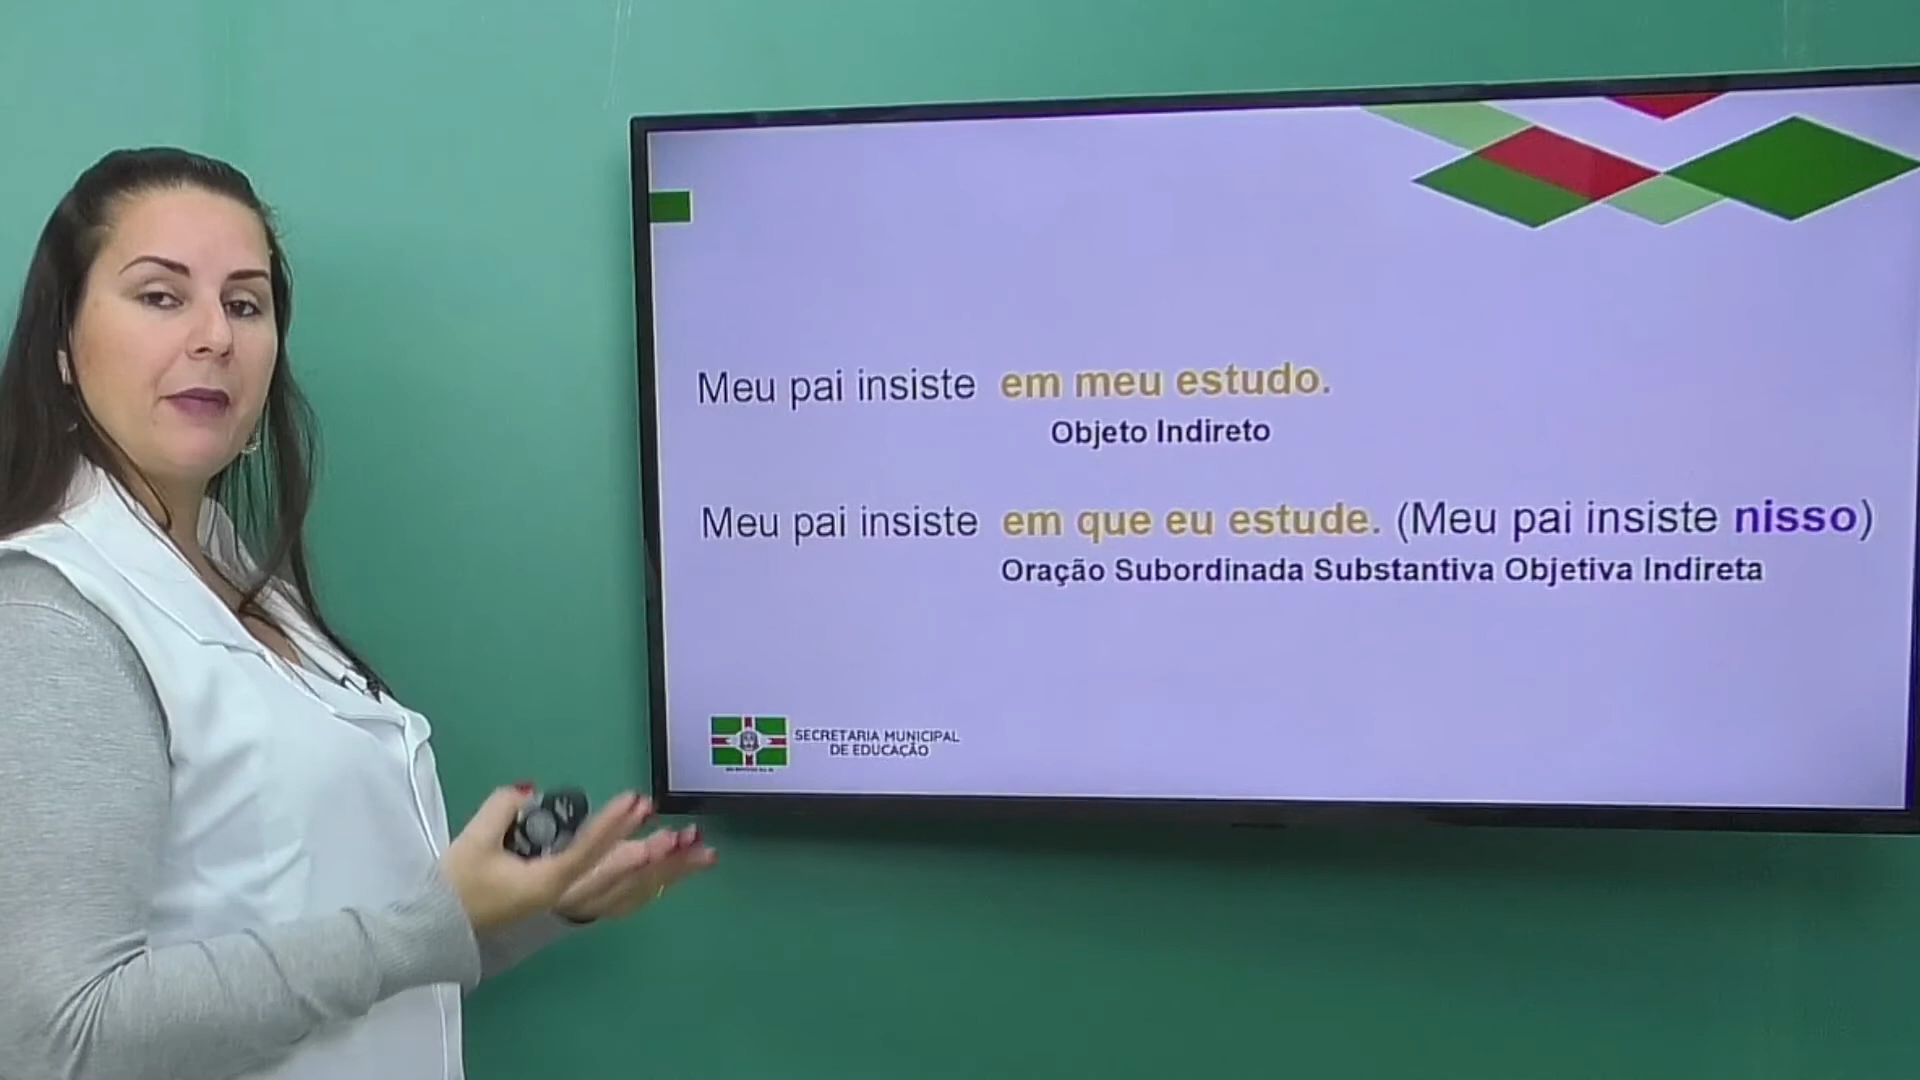 Meu pai insiste em meu estudo.
Objeto Indireto
Meu pai insiste em que eu estude. (Meu pai insiste nisso)
Oração Subordinada Substantiva Objetiva Indireta
SECRETARIA MUNICIPAL
DE EDUCAÇÃO